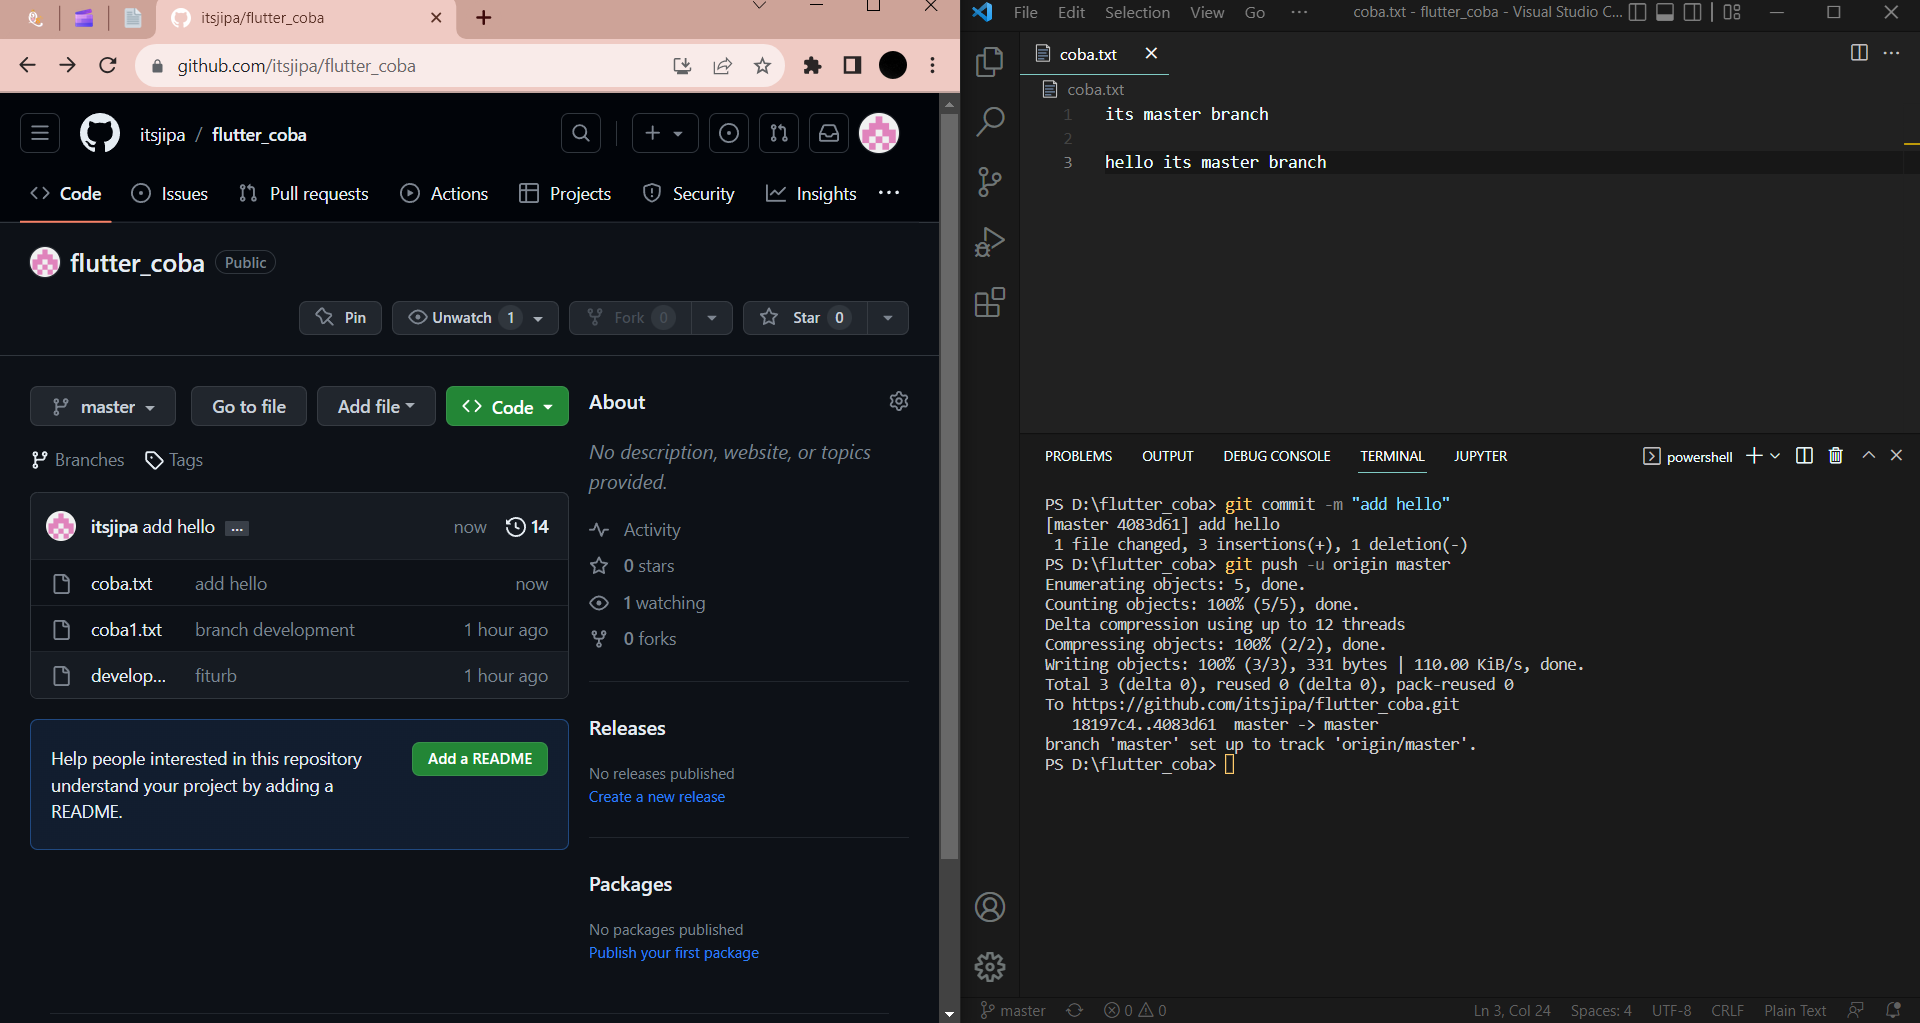 itsjipa/flutter_coba
github.com/itsjipa/flutter_coba
itsjipa / flutter_coba
Code Issues Pull requests Actions Projects Security Insights
flutter_coba Public
Pin Unwatch 1 Fork 0 Star 0
master Go to file Add file Code
Branches Tags
itsjipa add hello ... now 14
coba.txt add hello now
coba1.txt branch development 1 hour ago
develop... fiturb 1 hour ago
Help people interested in this repository
understand your project by adding a
README.
Add a README
About
No description, website, or topics
provided.
Activity
0 stars
1 watching
0 forks
Releases
No releases published
Create a new release
Packages
No packages published
Publish your first package
File Edit Selection View Go ··· coba.txt - flutter_coba - Visual Studio C...
coba.txt
coba.txt
1 its master branch
2
3 hello its master branch
PROBLEMS OUTPUT DEBUG CONSOLE TERMINAL JUPYTER powershell
PS D:\flutter_coba> git commit -m "add hello"
[master 4083d61] add hello
1 file changed, 3 insertions(+), 1 deletion(-)
PS D:\flutter_coba> git push -u origin master
Enumerating objects: 5, done.
Counting objects: 100% (5/5), done.
Delta compression using up to 12 threads
Compressing objects: 100% (2/2), done.
Writing objects: 100% (3/3), 331 bytes | 110.00 KiB/s, done.
Total 3 (delta 0), reused 0 (delta 0), pack-reused 0
To https://github.com/itsjipa/flutter_coba.git
18197c4..4083d61 master -> master
branch 'master' set up to track 'origin/master'.
PS D:\flutter_coba>
master 0 0 Ln 3, Col 24 Spaces: 4 UTF-8 CRLF Plain Text